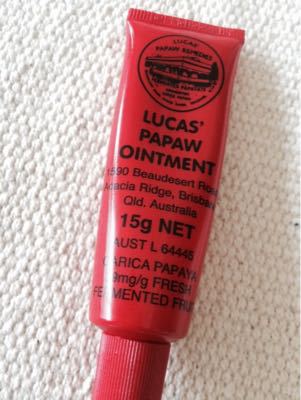 LUCAS'
PAPAW REMEDIES
LUCAS'
PAPAW
OINTMENT
1590 Beaudesert Road
Acacia Ridge, Brisbane
Qld. Australia
15g NET
AUST L 64445
CARICA PAPAYA
39mg/g FRESH
FERMENTED FRUIT